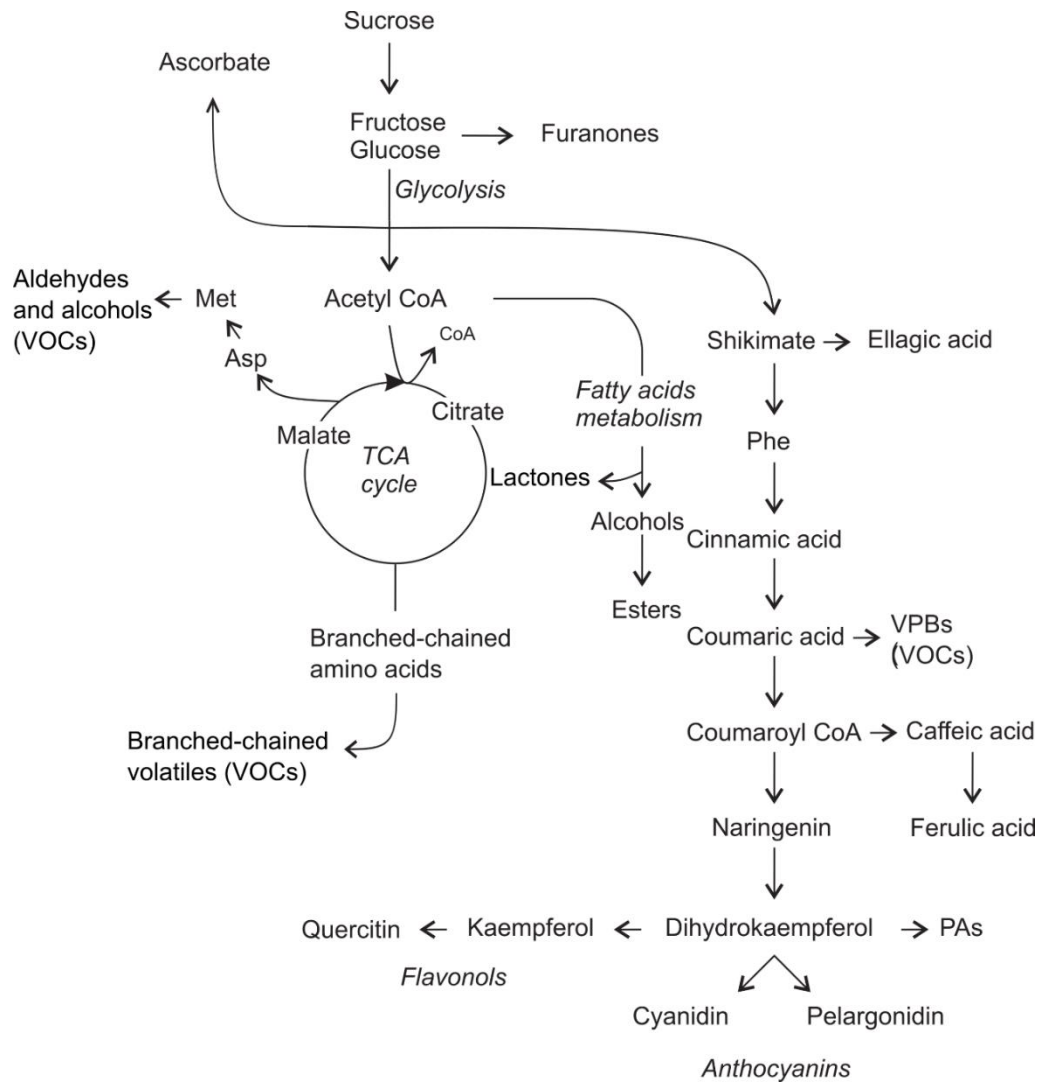 Sucrose
Ascorbate
Fructose
Glucose
Furanones
Glycolysis
Aldehydes
and alcohols
(VOCs)
Met
Acetyl CoA
CoA
Asp
Shikimate
Ellagic acid
Fatty acids
metabolism
Citrate
Malate
TCA
cycle
Phe
Lactones
Alcohols
Cinnamic acid
Esters
Branched-chained
amino acids
Coumaric acid
VPBs
(VOCs)
Branched-chained
volatiles (VOCs)
Coumaroyl CoA
Caffeic acid
Naringenin
Ferulic acid
Quercitin
Kaempferol
Dihydrokaempferol
PAs
Flavonols
Cyanidin
Pelargonidin
Anthocyanins